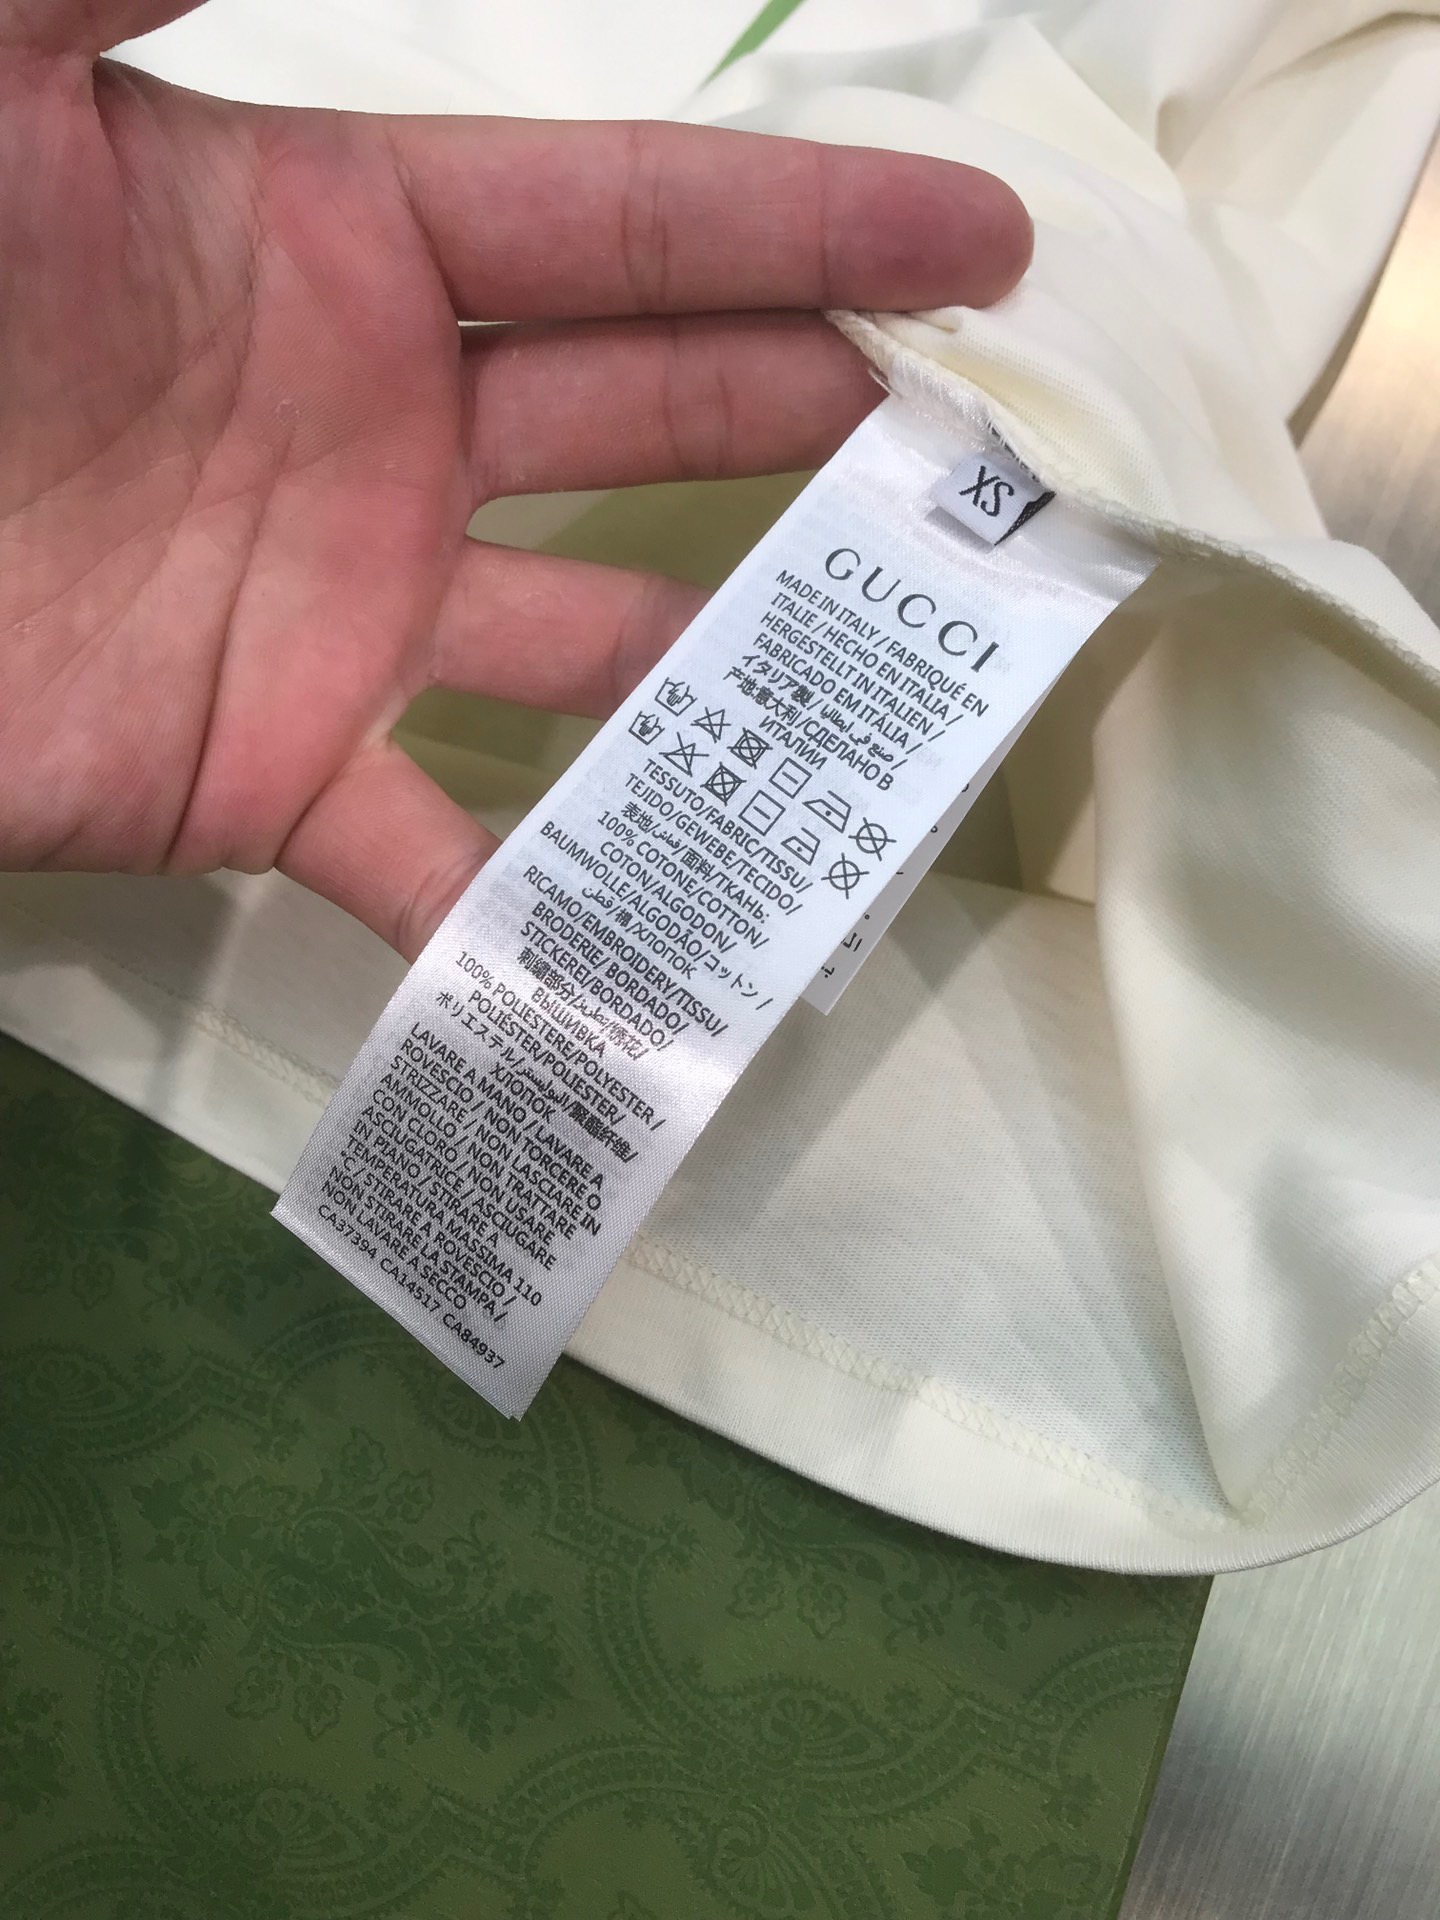 XS
GUCCI
MADE IN ITALY / FABRIQUÉ EN
ITALIE / HECHO EN ITALIA /
HERGESTELLT IN ITALIEN /
FABRICADO EM ITÁLIA /
イタリア製 / صنع في ايطاليا /
产地:意大利 / СДЕЛАНО В
ИТАЛИИ
TESSUTO/FABRIC/TISSU/
TEJIDO/GEWEBE/TECIDO/
表地/قماش/面料/ТКАНЬ:
100% COTONE/COTTON/
COTON/ALGODON/
BAUMWOLLE/ALGODÃO/コットン /
قطن/棉/ХЛОПОК
RICAMO/EMBROIDERY/TISSU/
BRODERIE/BORDADO/
STICKEREI/BORDADO/
刺繍部分/تطريز/绣花/
ВЫШИВКА
100% POLIESTERE/POLYESTER /
POLIÉSTER/POLIESTER/
ポリエステル/البوليستر/聚酯纤维/
ХЛОПОК
LAVARE A MANO / LAVARE A
ROVESCIO / NON TORCERE O
STRIZZARE / NON LASCIARE IN
AMMOLLO / NON TRATTARE
CON CLORO / NON USARE
ASCIUGATRICE / ASCIUGARE
IN PIANO / STIRARE A
TEMPERATURA MASSIMA 110
°C / STIRARE A ROVESCIO /
NON STIRARE LA STAMPA /
NON LAVARE A SECCO
CA37394 CA14517 CA84937